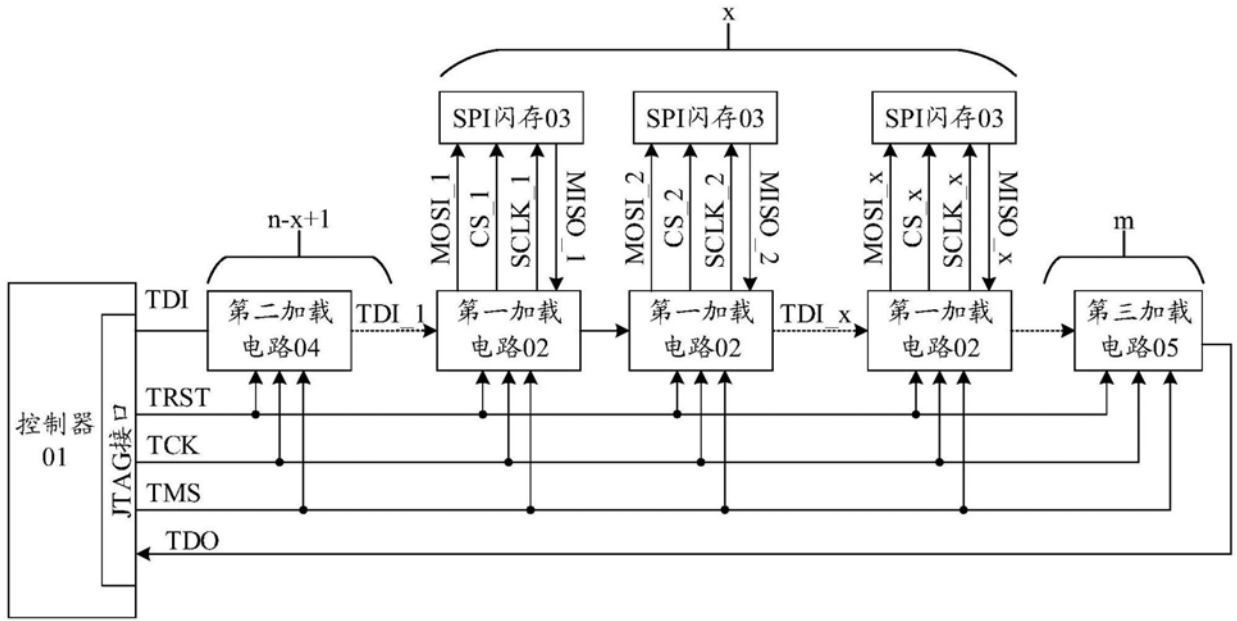 x
SPI闪存03
SPI闪存03
SPI闪存03
MOSI_1
CS_1
SCLK_1
MISO_1
MOSI_2
CS_2
SCLK_2
MISO_2
MOSI_x
CS_x
SCLK_x
MISO_x
n-x+1
m
TDI
第二加载
电路04
TDI_1
第一加载
电路02
第一加载
电路02
TDI_x
第一加载
电路02
第三加载
电路05
控制器
01
JTAG接口
TRST
TCK
TMS
TDO